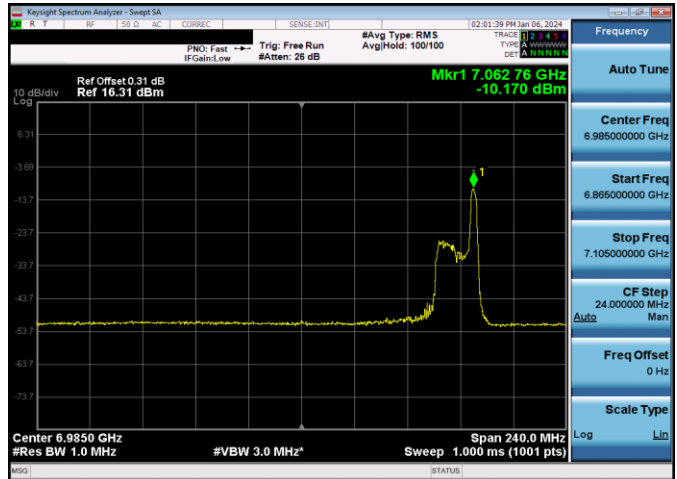 Keysight Spectrum Analyzer - Swept SA
R T RF 50 Ω AC CORREC SENSE:INT 02:01:39 PM Jan 06, 2024
#Avg Type: RMS
TRACE 1 2 3 4 5 6
PNO: Fast Trig: Free Run Avg|Hold: 100/100
TYPE A WWWWW
IFGain:Low #Atten: 26 dB
DET A N N N N N
Ref Offset 0.31 dB
Mkr1 7.062 76 GHz
10 dB/div Ref 16.31 dBm
-10.170 dBm
Log
6.31
-3.69
1
-13.7
-23.7
-33.7
-43.7
-53.7
-63.7
-73.7
Center 6.9850 GHz Span 240.0 MHz
#Res BW 1.0 MHz #VBW 3.0 MHz* Sweep 1.000 ms (1001 pts)
MSG STATUS
Frequency
Auto Tune
Center Freq
6.985000000 GHz
Start Freq
6.865000000 GHz
Stop Freq
7.105000000 GHz
CF Step
24.000000 MHz
Auto Man
Freq Offset
0 Hz
Scale Type
Log Lin